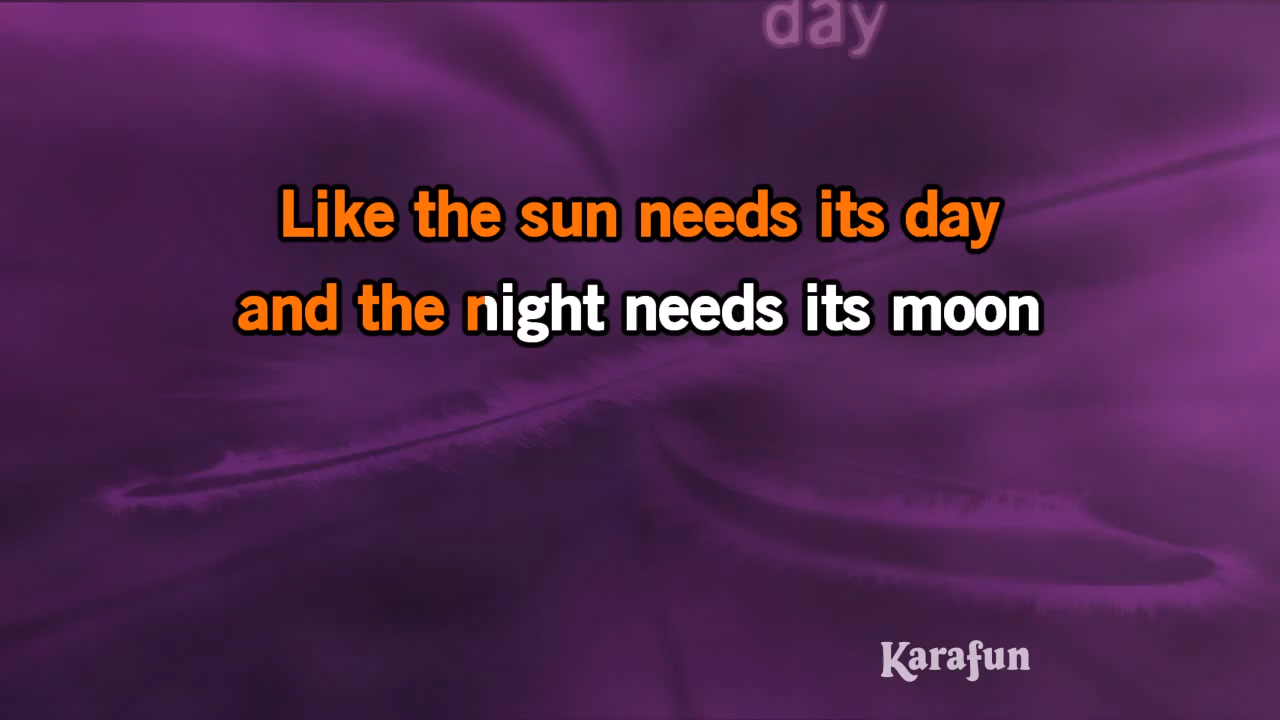 day
Like the sun needs its day
and the night needs its moon
Karafun